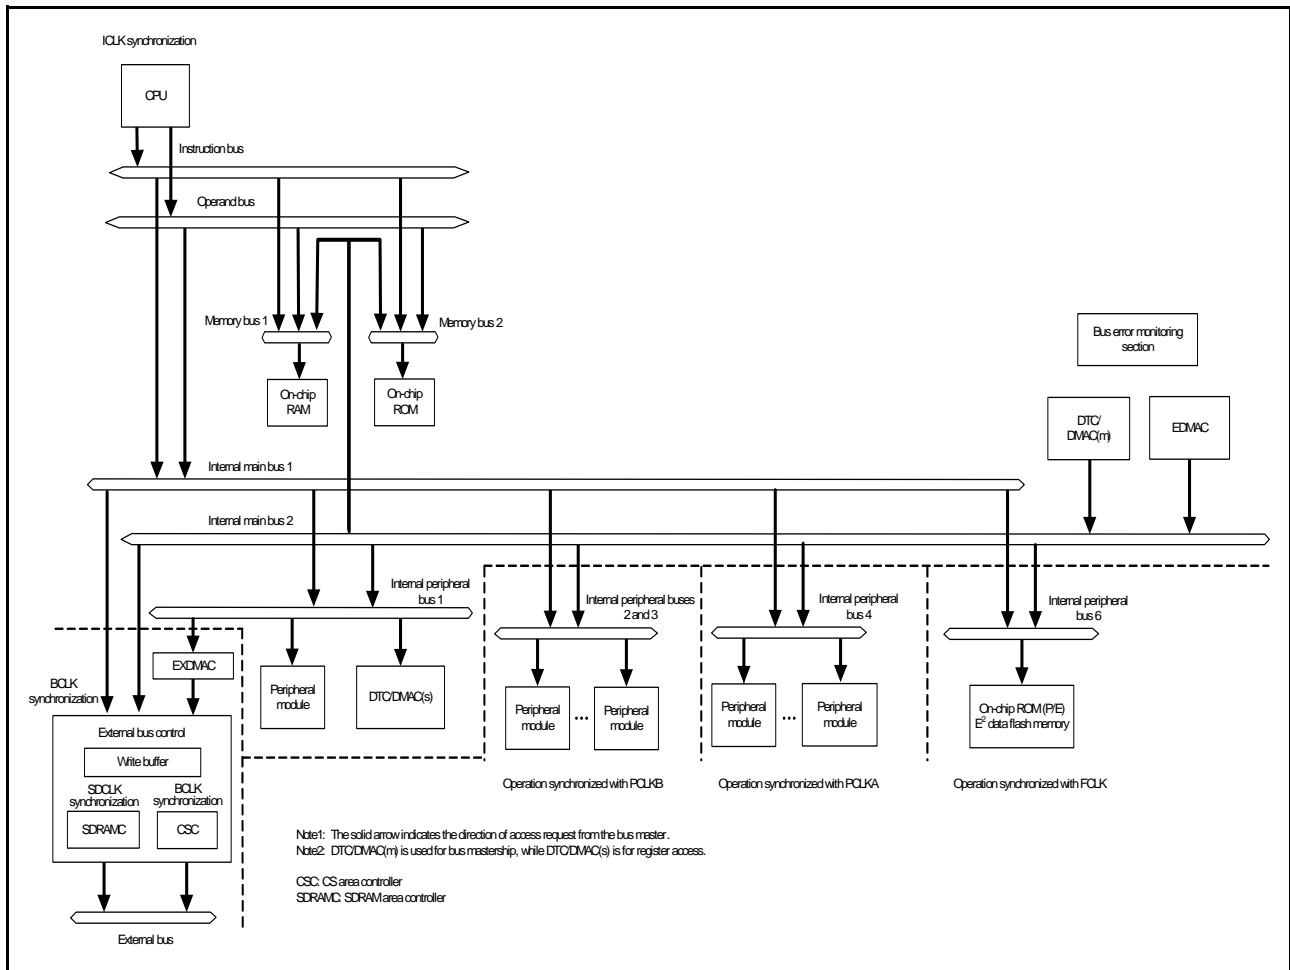 ICLK synchronization
CPU
Instruction bus
Operand bus
Memory bus 1
Memory bus 2
Bus error monitoring
section
On-chip
RAM
On-chip
ROM
DTC/
DMAC(m)
EDMAC
Internal main bus 1
Internal main bus 2
Internal peripheral
bus 1
Internal peripheral buses
2 and 3
Internal peripheral
bus 4
Internal peripheral
bus 6
EXDMAC
BCLK
synchronization
Peripheral
module
DTC/DMAC(s)
Peripheral
module
...
Peripheral
module
Peripheral
module
...
Peripheral
module
On-chip ROM (P/E)
E2 data flash memory
External bus control
Write buffer
SDCLK
synchronization
BCLK
synchronization
SDRAMC
CSC
Operation synchronized with PCLKB
Operation synchronized with PCLKA
Operation synchronized with FCLK
Note1: The solid arrow indicates the direction of access request from the bus master.
Note2: DTC/DMAC(m) is used for bus mastership, while DTC/DMAC(s) is for register access.
CSC: CS area controller
SDRAMC: SDRAM area controller
External bus